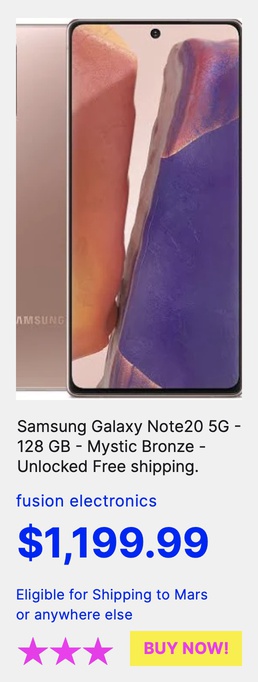 AMSUNG
Samsung Galaxy Note20 5G -
128 GB - Mystic Bronze -
Unlocked Free shipping.
fusion electronics
$1,199.99
Eligible for Shipping to Mars
or anywhere else
BUY NOW!